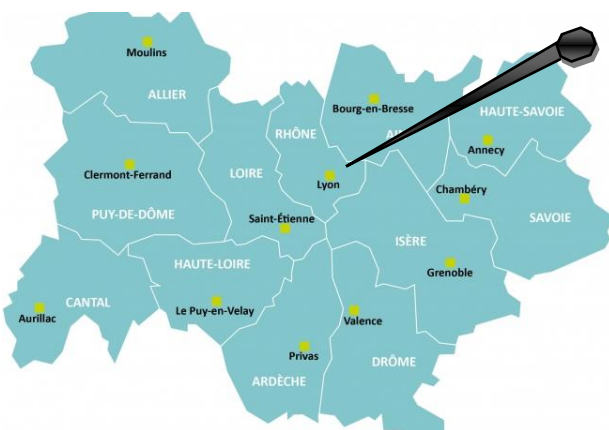 Moulins
ALLIER
Bourg-en-Bresse
HAUTE-SAVOIE
RHÔNE
Annecy
Clermont-Ferrand
LOIRE
Lyon
Chambéry
PUY-DE-DÔME
Saint-Étienne
SAVOIE
ISÈRE
HAUTE-LOIRE
Grenoble
CANTAL
Aurillac
Le Puy-en-Velay
Valence
Privas
DRÔME
ARDÈCHE